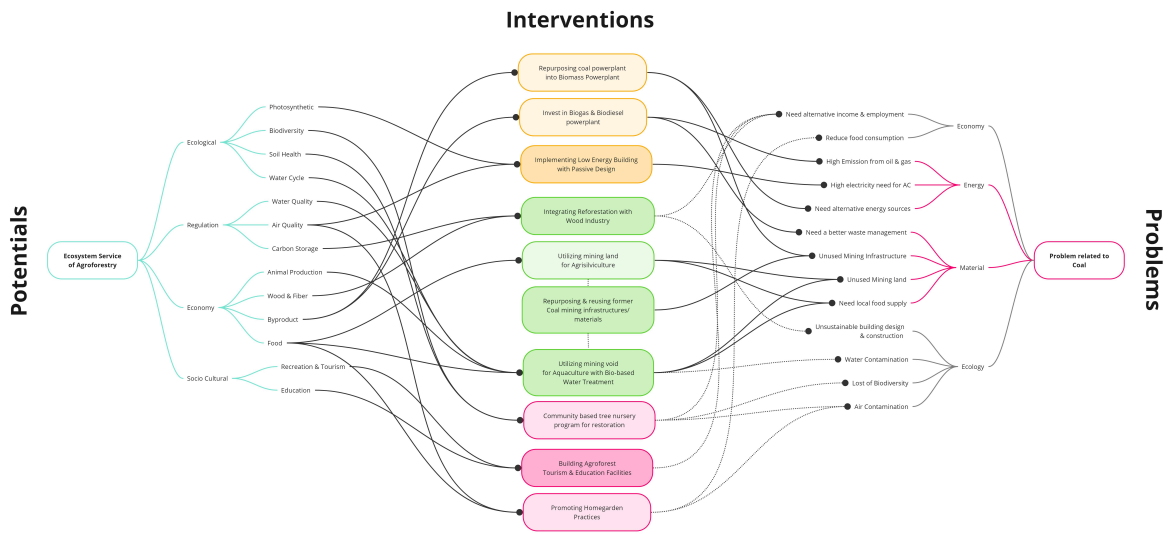 Interventions
Potentials
Problems
Ecosystem Service
of Agroforestry
Ecological
Photosynthetic
Biodiversity
Soil Health
Water Cycle
Regulation
Water Quality
Air Quality
Carbon Storage
Economy
Animal Production
Wood & Fiber
Byproduct
Food
Socio Cultural
Recreation & Tourism
Education
Repurposing coal powerplant
into Biomass Powerplant
Invest in Biogas & Biodiesel
powerplant
Implementing Low Energy Building
with Passive Design
Integrating Reforestation with
Wood Industry
Utilizing mining land
for Agrisilviculture
Repurposing & reusing former
Coal mining infrastructures/
materials
Utilizing mining void
for Aquaculture with Bio-based
Water Treatment
Community based tree nursery
program for restoration
Building Agroforest
Tourism & Education Facilities
Promoting Homegarden
Practices
Need alternative income & employment
Reduce food consumption
Economy
High Emission from oil & gas
High electricity need for AC
Need alternative energy sources
Energy
Need a better waste management
Unused Mining Infrastructure
Unused Mining land
Need local food supply
Material
Unsustainable building design
& construction
Water Contamination
Lost of Biodiversity
Air Contamination
Ecology
Problem related to
Coal